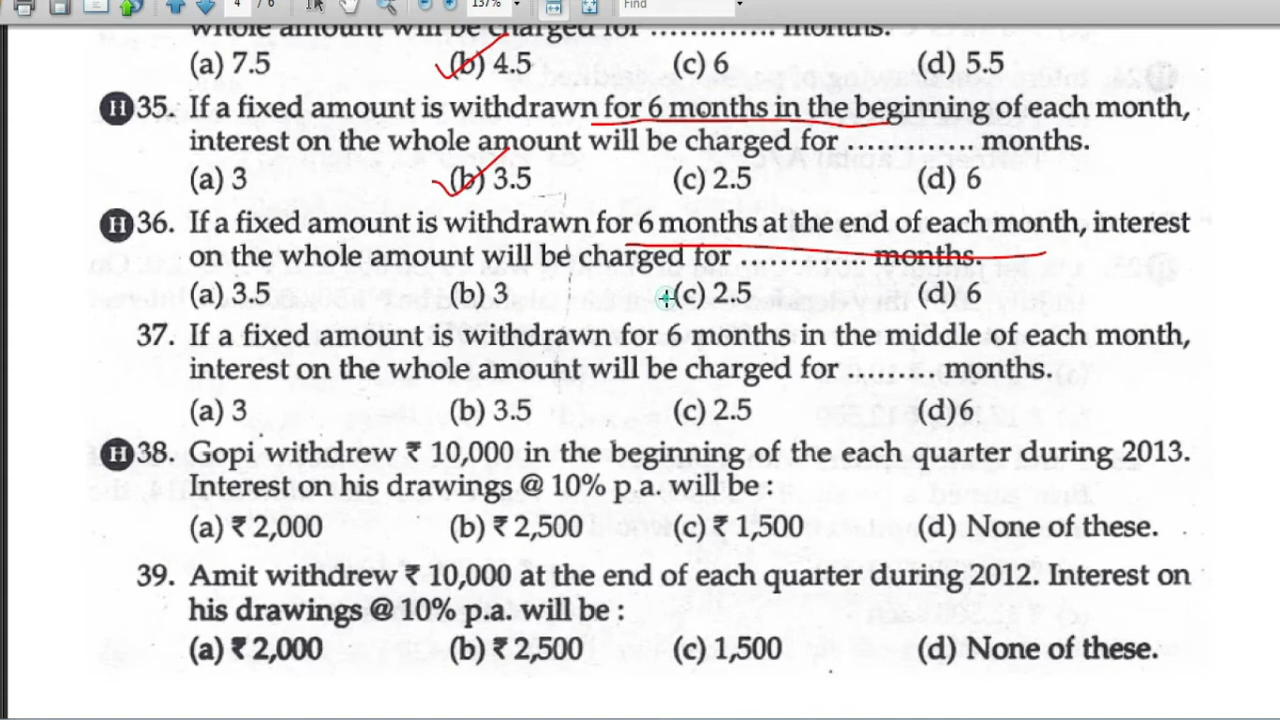 4 / 6 137% Find
whole amount will be charged for ............. months.
(a) 7.5 (b) 4.5 (c) 6 (d) 5.5
H 35. If a fixed amount is withdrawn for 6 months in the beginning of each month,
interest on the whole amount will be charged for ............. months.
(a) 3 (b) 3.5 (c) 2.5 (d) 6
H 36. If a fixed amount is withdrawn for 6 months at the end of each month, interest
on the whole amount will be charged for ............. months.
(a) 3.5 (b) 3 (c) 2.5 (d) 6
37. If a fixed amount is withdrawn for 6 months in the middle of each month,
interest on the whole amount will be charged for ........... months.
(a) 3 (b) 3.5 (c) 2.5 (d) 6
H 38. Gopi withdrew ₹ 10,000 in the beginning of the each quarter during 2013.
Interest on his drawings @ 10% p.a. will be :
(a) ₹ 2,000 (b) ₹ 2,500 (c) ₹ 1,500 (d) None of these.
39. Amit withdrew ₹ 10,000 at the end of each quarter during 2012. Interest on
his drawings @ 10% p.a. will be :
(a) ₹ 2,000 (b) ₹ 2,500 (c) 1,500 (d) None of these.